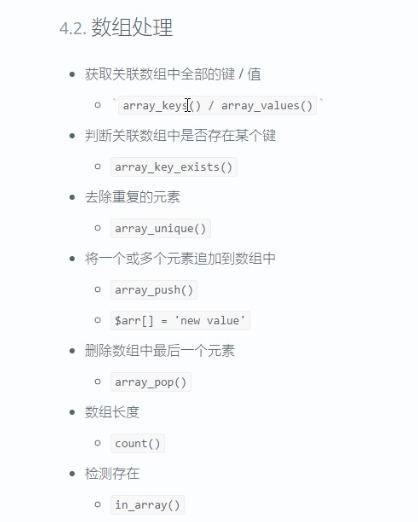 4.2. 数组处理
获取关联数组中全部的键 / 值
` array_keys() / array_values() `
判断关联数组中是否存在某个键
array_key_exists()
去除重复的元素
array_unique()
将一个或多个元素追加到数组中
array_push()
$arr[] = 'new value'
删除数组中最后一个元素
array_pop()
数组长度
count()
检测存在
in_array()